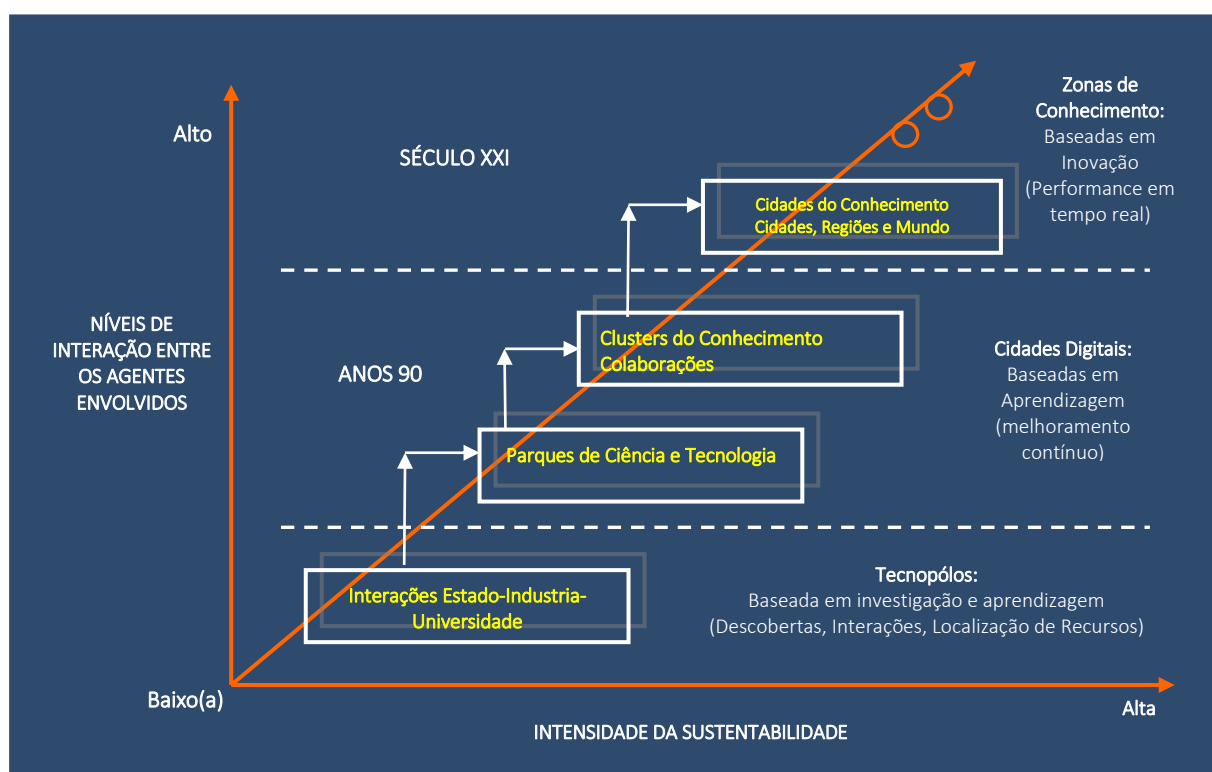 Zonas de
Conhecimento:
Baseadas em
Inovação
(Performance em
tempo real)
Alto
SÉCULO XXI
Cidades do Conhecimento
Cidades, Regiões e Mundo
NÍVEIS DE
INTERAÇÃO ENTRE
OS AGENTES
ENVOLVIDOS
ANOS 90
Clusters do Conhecimento
Colaborações
Cidades Digitais:
Baseadas em
Aprendizagem
(melhoramento
contínuo)
Parques de Ciência e Tecnologia
Interações Estado-Industria-
Universidade
Tecnopólos:
Baseada em investigação e aprendizagem
(Descobertas, Interações, Localização de Recursos)
Baixo(a)
Alta
INTENSIDADE DA SUSTENTABILIDADE